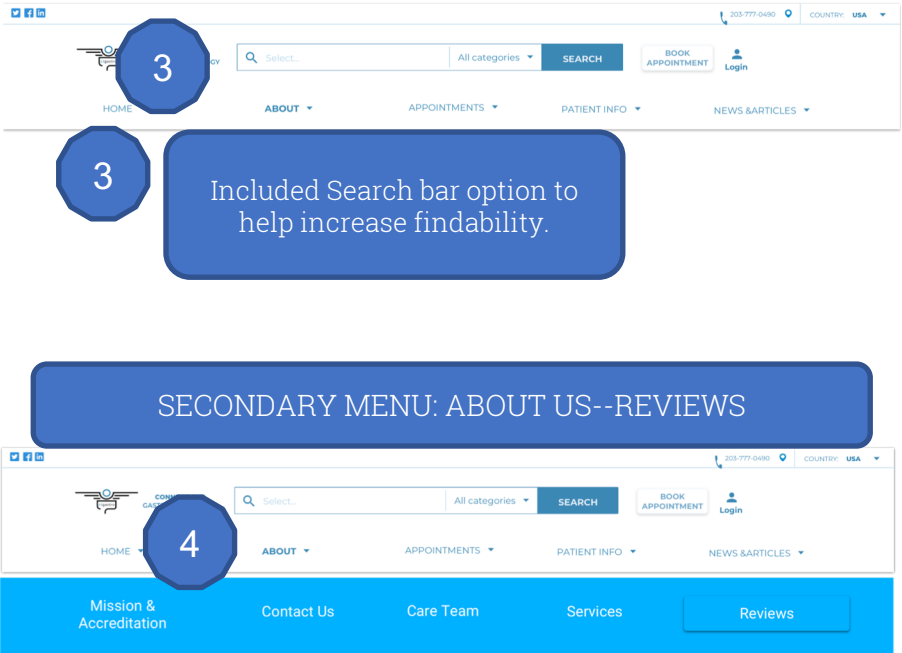 203-777-0490 COUNTRY: USA
3
GY
Select...
All categories
SEARCH
BOOK
APPOINTMENT
Login
HOME ABOUT APPOINTMENTS PATIENT INFO NEWS &ARTICLES
3
Included Search bar option to
help increase findability.
SECONDARY MENU: ABOUT US--REVIEWS
203-777-0490 COUNTRY: USA
4
Select...
All categories
SEARCH
BOOK
APPOINTMENT
Login
HOME ABOUT APPOINTMENTS PATIENT INFO NEWS &ARTICLES
Mission &
Accreditation
Contact Us
Care Team
Services
Reviews